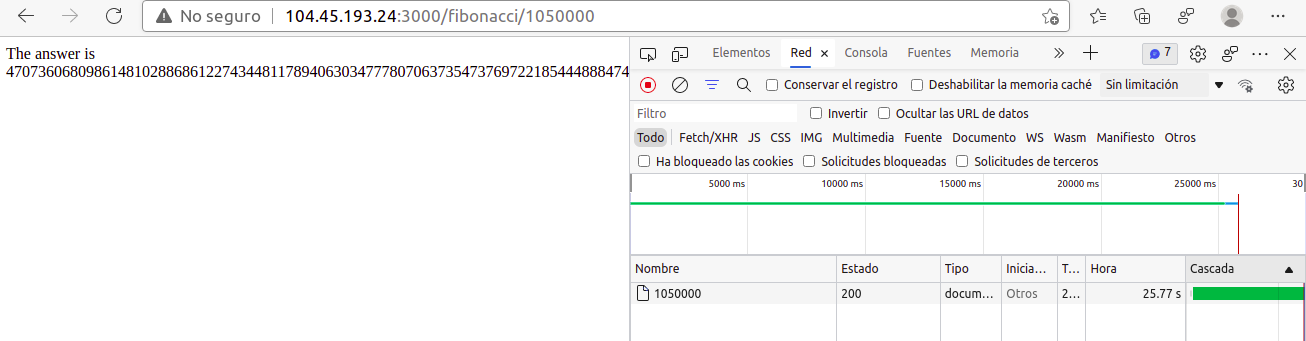 No seguro 104.45.193.24:3000/fibonacci/1050000
The answer is
Elementos Red Consola Fuentes Memoria 7
Conservar el registro Deshabilitar la memoria caché Sin limitación
Filtro Invertir Ocultar las URL de datos
Todo Fetch/XHR JS CSS IMG Multimedia Fuente Documento WS Wasm Manifiesto Otros
Ha bloqueado las cookies Solicitudes bloqueadas Solicitudes de terceros
5000 ms 10000 ms 15000 ms 20000 ms 25000 ms 30
Nombre Estado Tipo Inicia... T... Hora Cascada
1050000 200 docum... Otros 2... 25.77 s